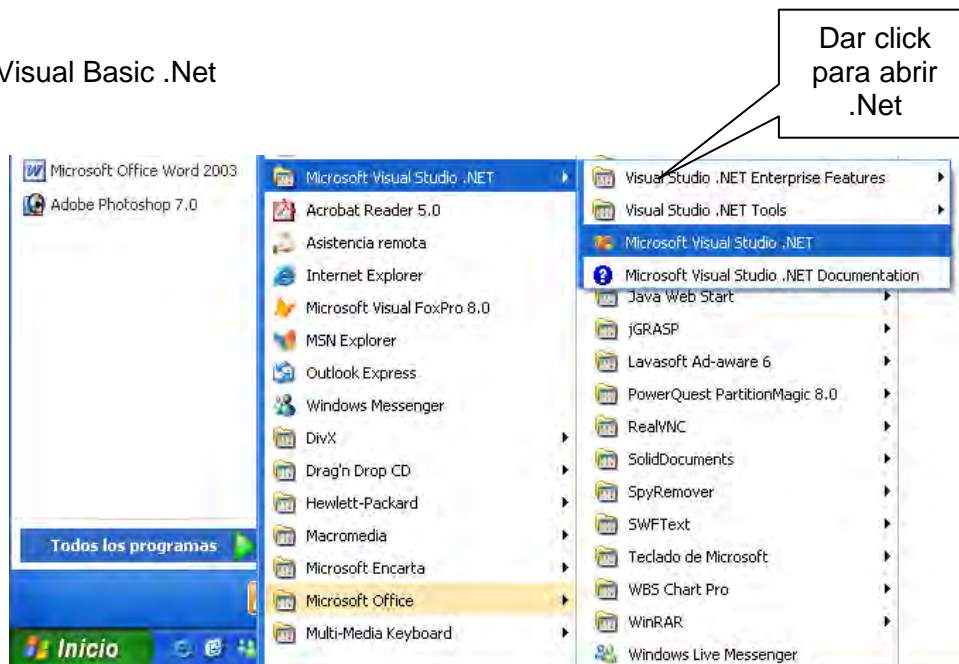 Dar click
para abrir
.Net
Visual Basic .Net
Microsoft Office Word 2003
Adobe Photoshop 7.0
Todos los programas
Inicio
Microsoft Visual Studio .NET
Acrobat Reader 5.0
Asistencia remota
Internet Explorer
Microsoft Visual FoxPro 8.0
MSN Explorer
Outlook Express
Windows Messenger
DivX
Drag'n Drop CD
Hewlett-Packard
Macromedia
Microsoft Encarta
Microsoft Office
Multi-Media Keyboard
Visual Studio .NET Enterprise Features
Visual Studio .NET Tools
Microsoft Visual Studio .NET
Microsoft Visual Studio .NET Documentation
Java Web Start
jGRASP
Lavasoft Ad-aware 6
PowerQuest PartitionMagic 8.0
RealVNC
SolidDocuments
SpyRemover
SWFText
Teclado de Microsoft
WBS Chart Pro
WinRAR
Windows Live Messenger